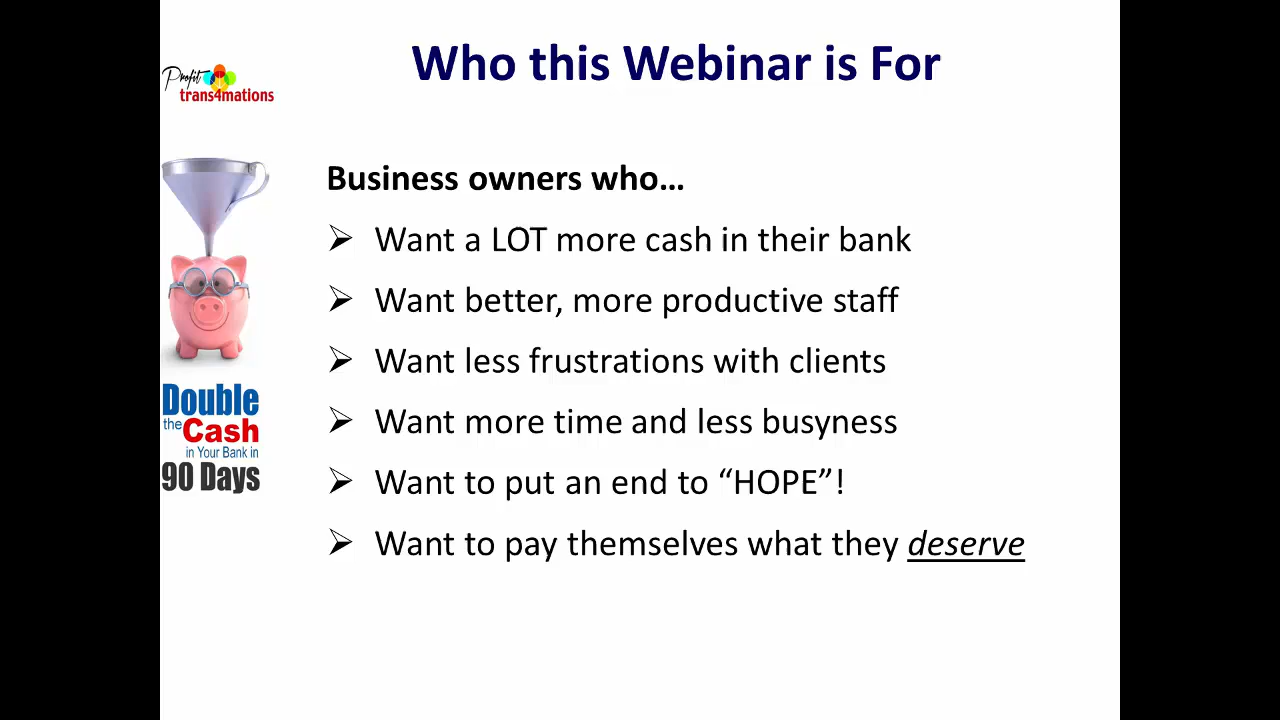 Who this Webinar is For
Profit
trans4mations
Business owners who...
Want a LOT more cash in their bank
Want better, more productive staff
Want less frustrations with clients
Want more time and less busyness
Want to put an end to “HOPE”!
Want to pay themselves what they deserve
Double
the Cash
in Your Bank in
90 Days